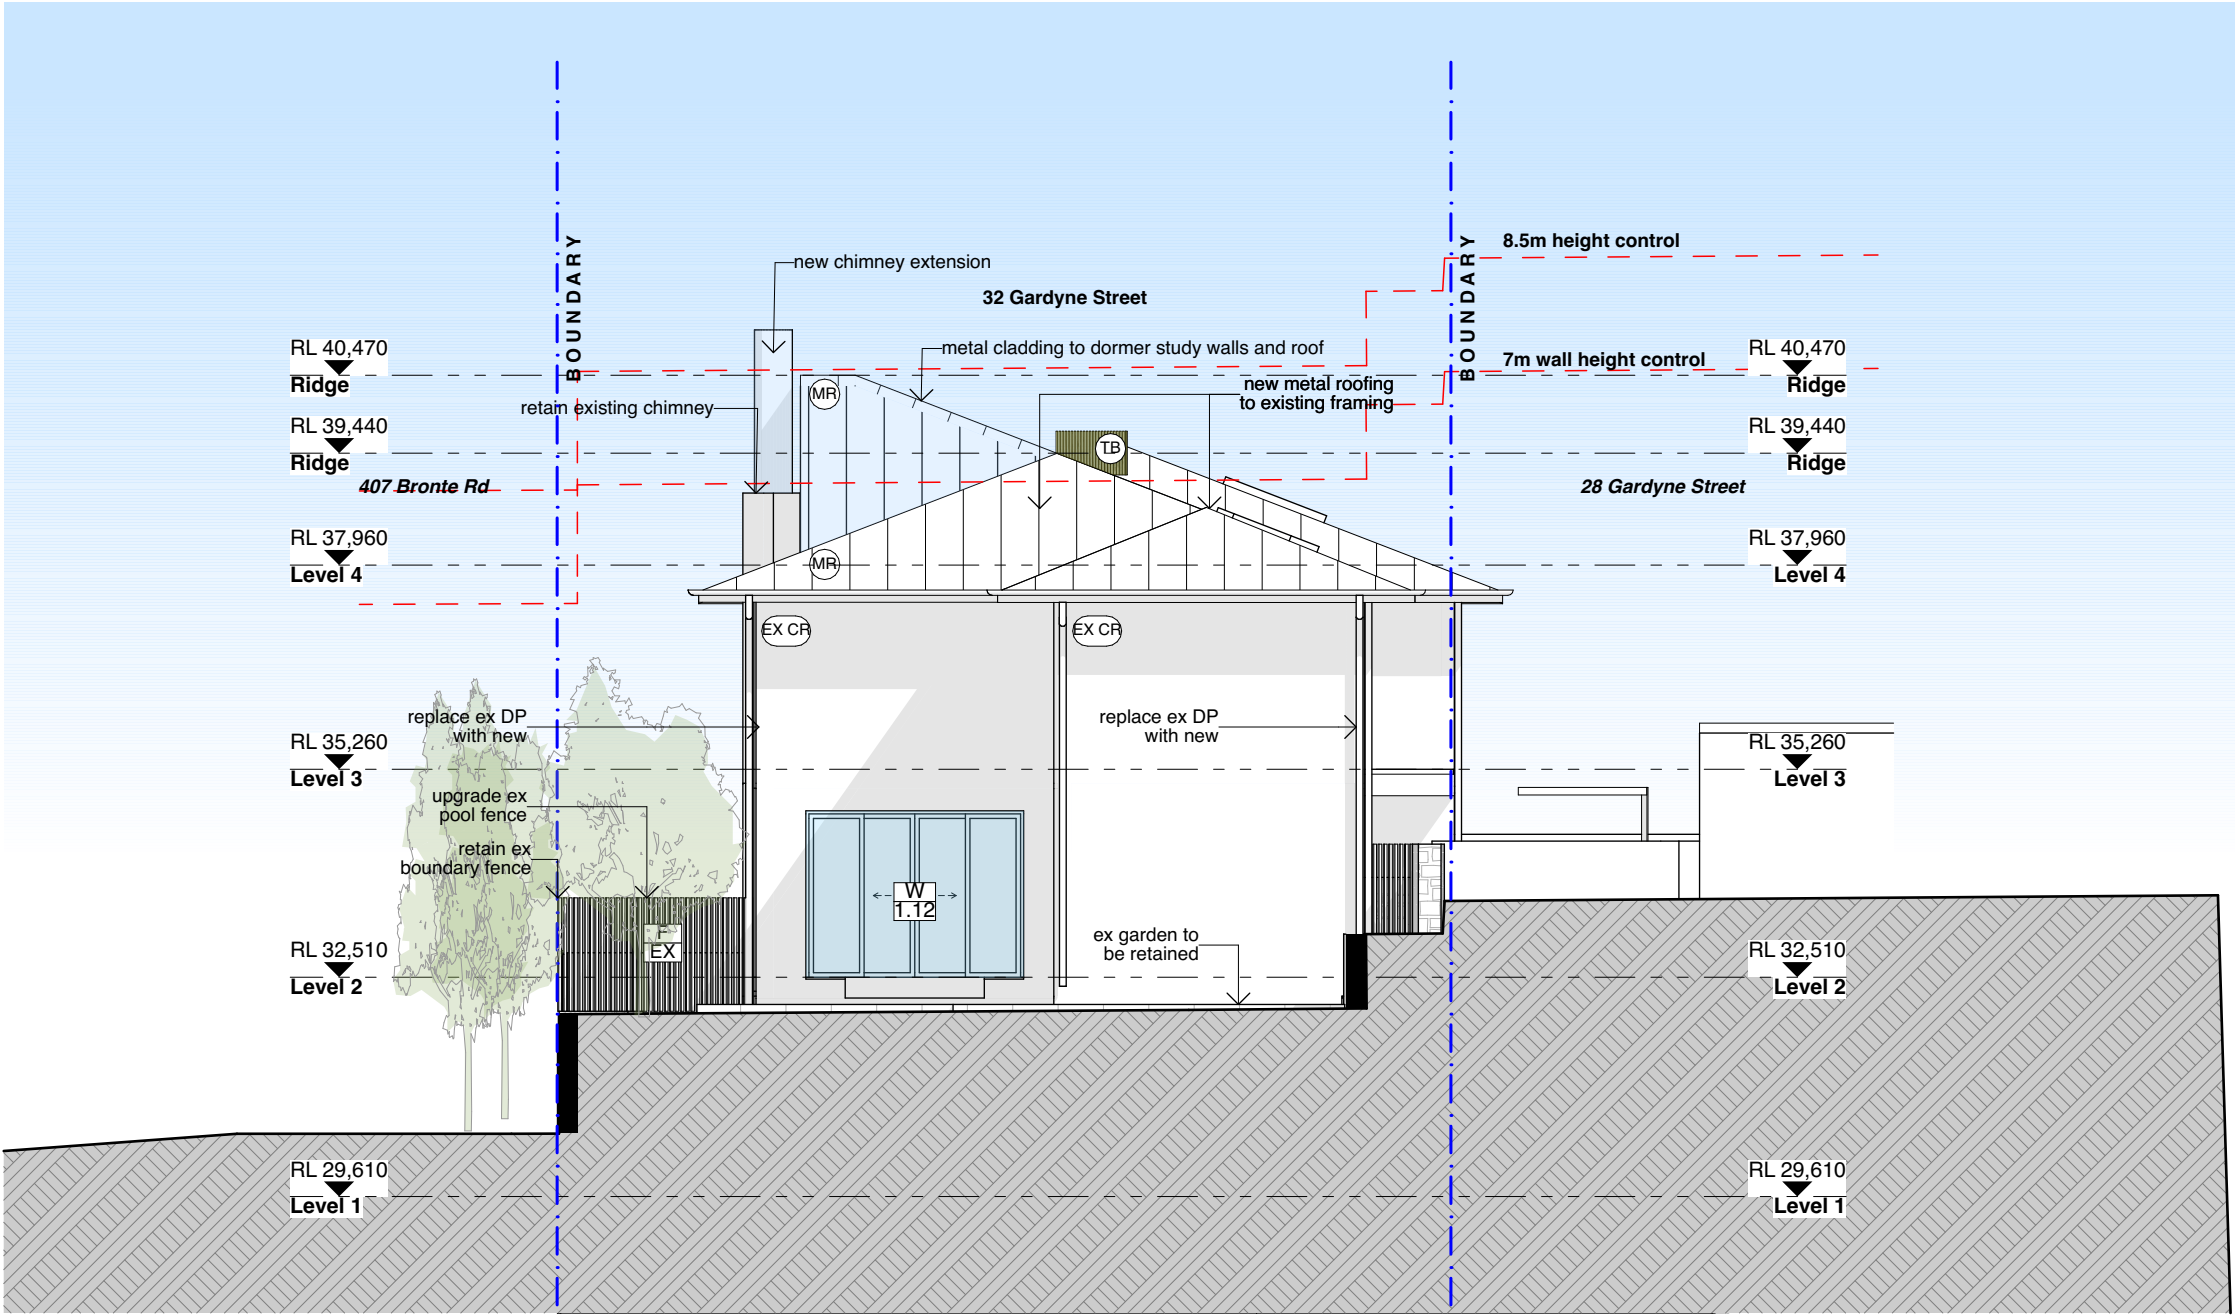 BOUNDARY
BOUNDARY
8.5m height control
new chimney extension
32 Gardyne Street
RL 40,470
Ridge
metal cladding to dormer study walls and roof
7m wall height control
RL 40,470
Ridge
MR
new metal roofing
to existing framing
retain existing chimney
RL 39,440
Ridge
TB
RL 39,440
Ridge
407 Bronte Rd
28 Gardyne Street
RL 37,960
Level 4
MR
RL 37,960
Level 4
EX CR
EX CR
replace ex DP
with new
replace ex DP
with new
RL 35,260
Level 3
RL 35,260
Level 3
upgrade ex
pool fence
retain ex
boundary fence
W
1.12
F
EX
ex garden to
be retained
RL 32,510
Level 2
RL 32,510
Level 2
RL 29,610
Level 1
RL 29,610
Level 1